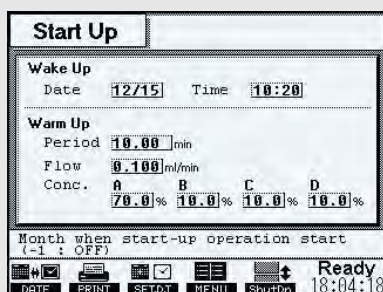 Start Up
Wake Up
Date 12/15 Time 10:20
Warm Up
Period 10.00 min
Flow 0.100 ml/min
Conc. A B C D
70.0 % 10.0 % 10.0 % 10.0 %
Month when start-up operation start
(-1 : OFF)
DATE PRINT SET.D.T MENU ShutDn Ready
18:04:18